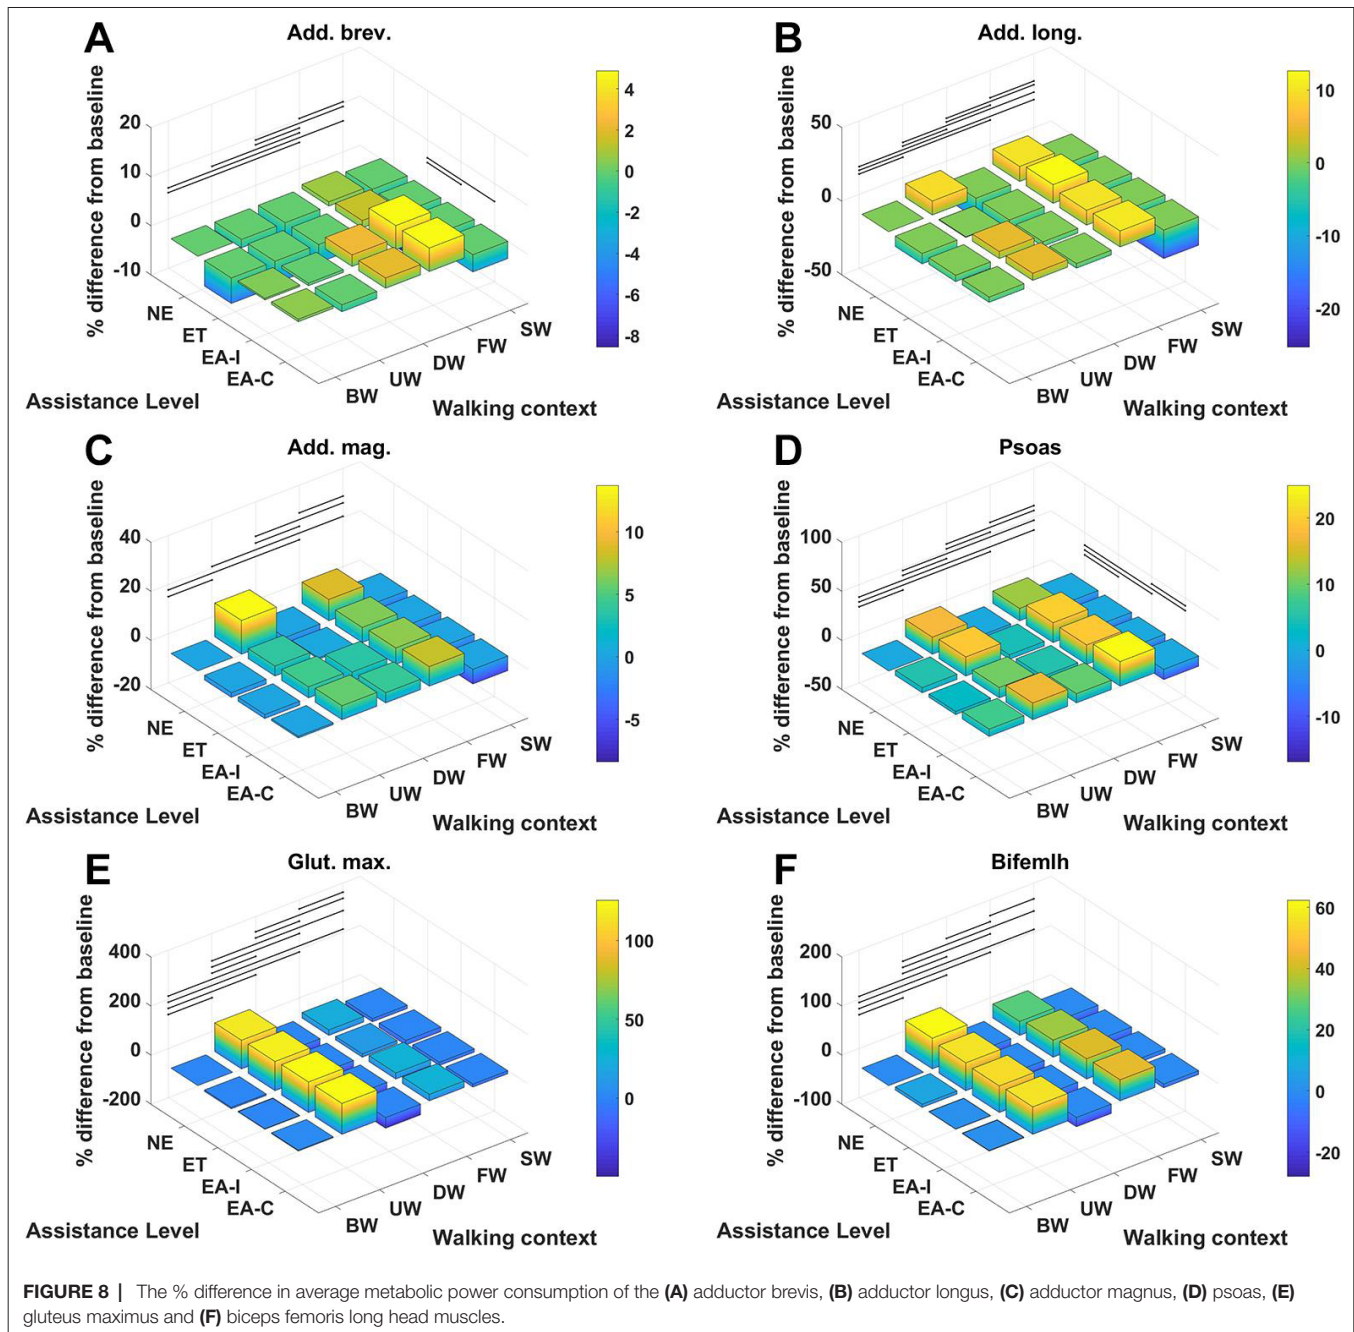 A
Add. brev.
% difference from baseline
20
10
0
-10
NE
ET
EA-I
EA-C
Assistance Level
BW
UW
DW
FW
SW
Walking context
4
2
0
-2
-4
-6
-8
B
Add. long.
% difference from baseline
50
0
-50
NE
ET
EA-I
EA-C
Assistance Level
BW
UW
DW
FW
SW
Walking context
10
0
-10
-20
C
Add. mag.
% difference from baseline
40
20
0
-20
NE
ET
EA-I
EA-C
Assistance Level
BW
UW
DW
FW
SW
Walking context
10
5
0
-5
D
Psoas
% difference from baseline
100
50
0
-50
NE
ET
EA-I
EA-C
Assistance Level
BW
UW
DW
FW
SW
Walking context
20
10
0
-10
E
Glut. max.
% difference from baseline
400
200
0
-200
NE
ET
EA-I
EA-C
Assistance Level
BW
UW
DW
FW
SW
Walking context
100
50
0
F
Bifemlh
% difference from baseline
200
100
0
-100
NE
ET
EA-I
EA-C
Assistance Level
BW
UW
DW
FW
SW
Walking context
60
40
20
0
-20
FIGURE 8 | The % difference in average metabolic power consumption of the (A) adductor brevis, (B) adductor longus, (C) adductor magnus, (D) psoas, (E)
gluteus maximus and (F) biceps femoris long head muscles.